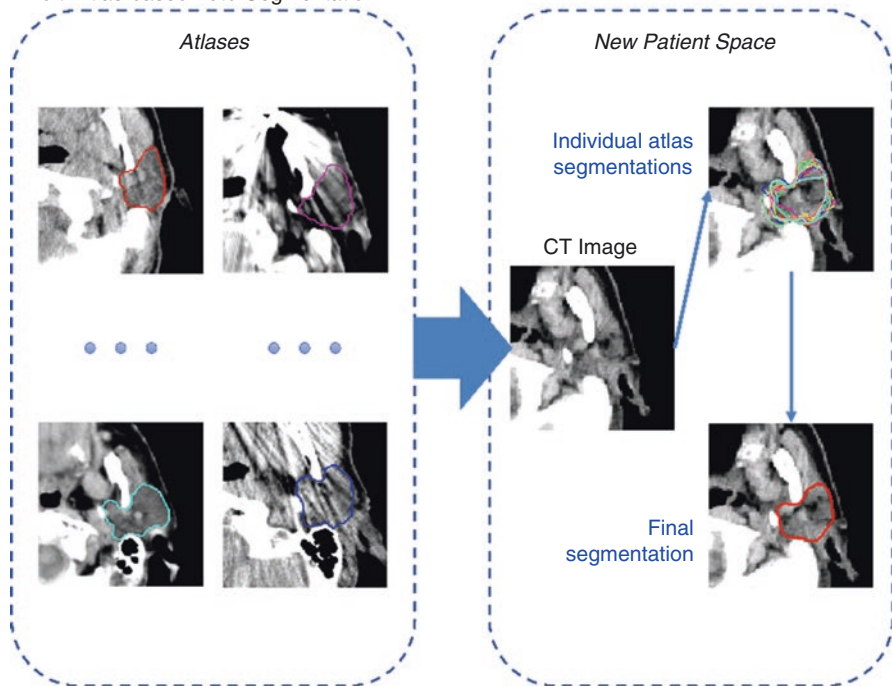 Atlases
New Patient Space
Individual atlas
segmentations
CT Image
Final
segmentation